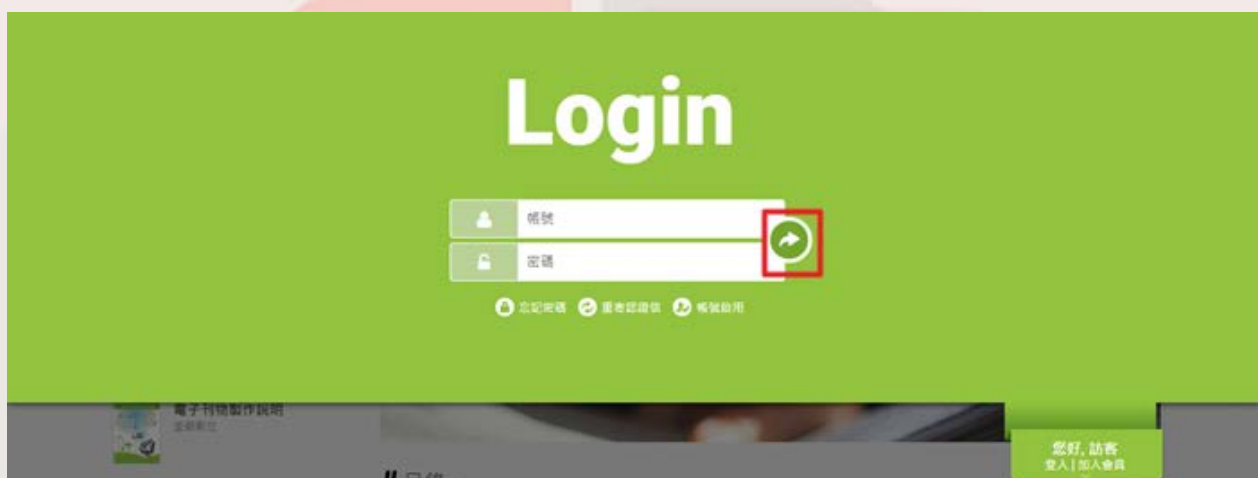 Login
帳號
密碼
忘記密碼 重寄認證信 帳號啟用
電子刊物製作說明
您好, 訪客
登入 | 加入會員